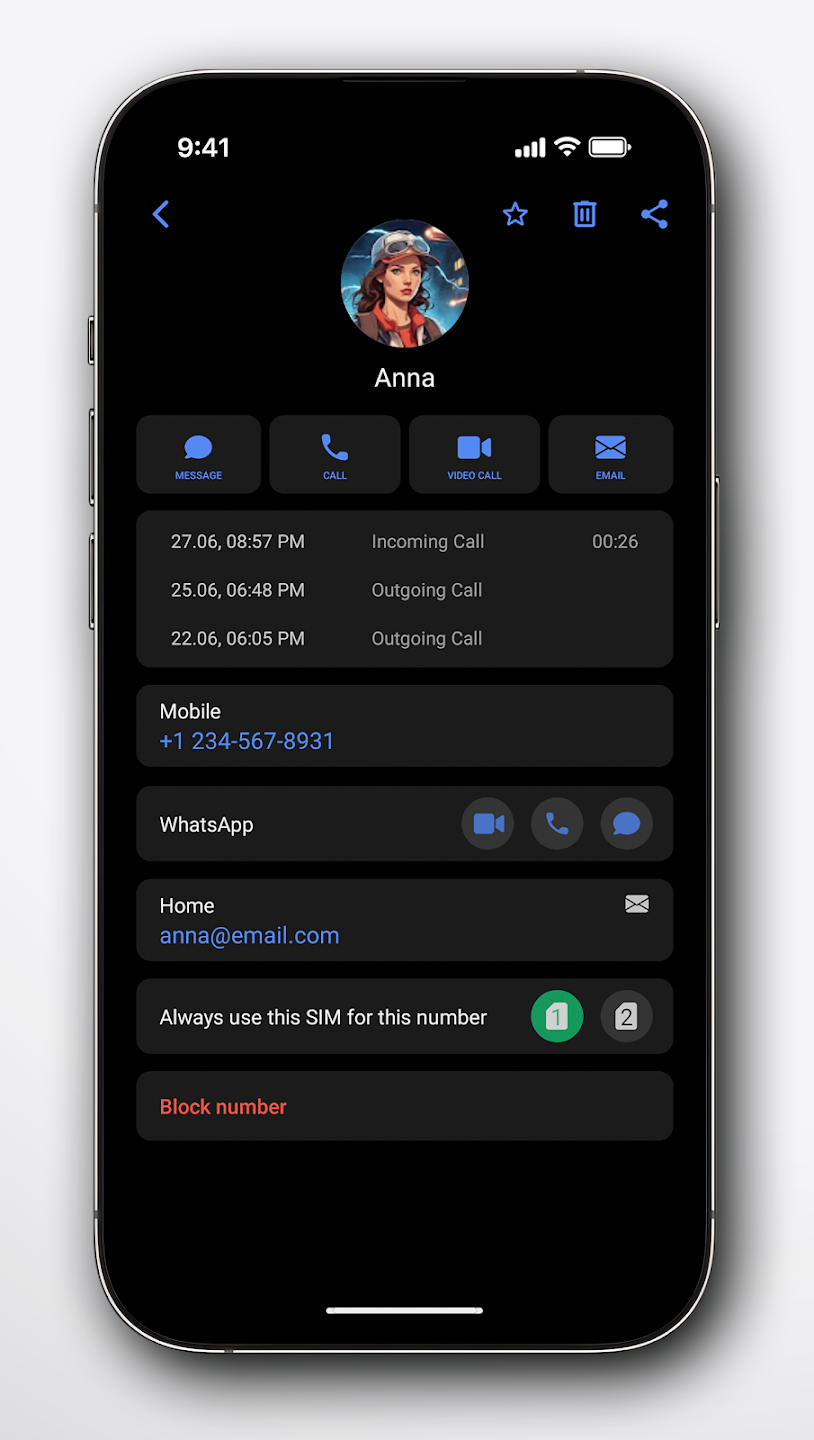 9:41
Anna
MESSAGE
CALL
VIDEO CALL
EMAIL
27.06, 08:57 PM Incoming Call 00:26
25.06, 06:48 PM Outgoing Call
22.06, 06:05 PM Outgoing Call
Mobile
+1 234-567-8931
WhatsApp
Home
anna@email.com
Always use this SIM for this number 1 2
Block number